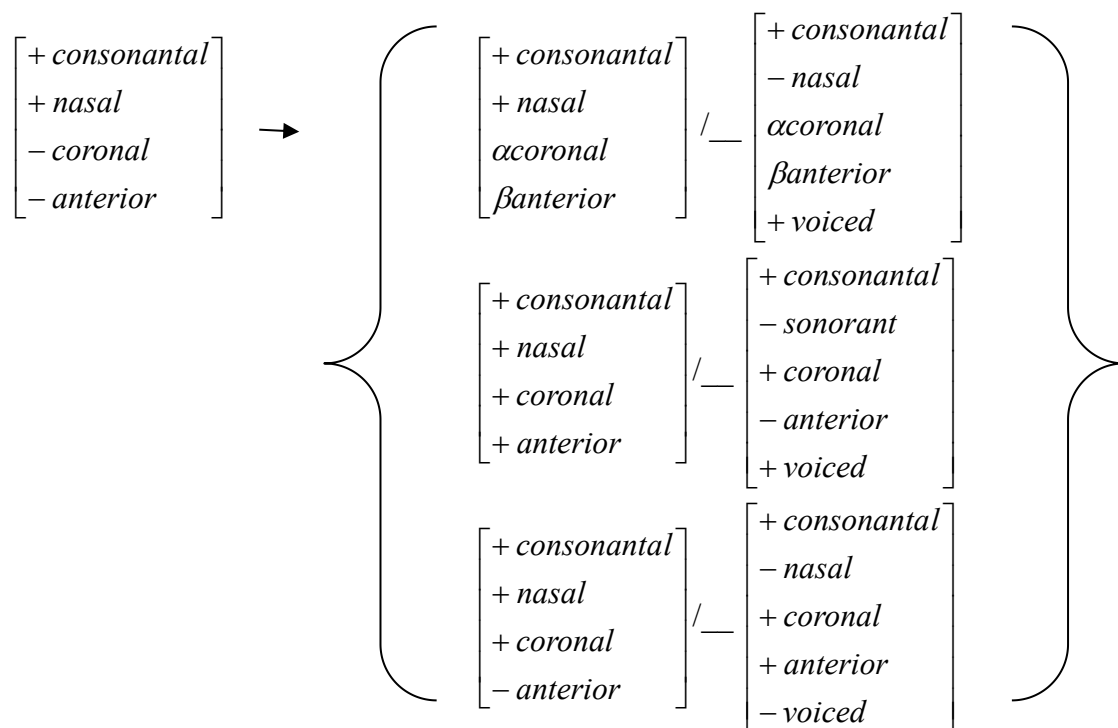 [+ consonantal]
[+ nasal]
[- coronal]
[- anterior]
→
[+ consonantal]
[+ nasal]
[αcoronal]
[βanterior]
/__
[+ consonantal]
[- nasal]
[αcoronal]
[βanterior]
[+ voiced]
[+ consonantal]
[+ nasal]
[+ coronal]
[+ anterior]
/__
[+ consonantal]
[- sonorant]
[+ coronal]
[- anterior]
[+ voiced]
[+ consonantal]
[+ nasal]
[+ coronal]
[- anterior]
/__
[+ consonantal]
[- nasal]
[+ coronal]
[+ anterior]
[- voiced]